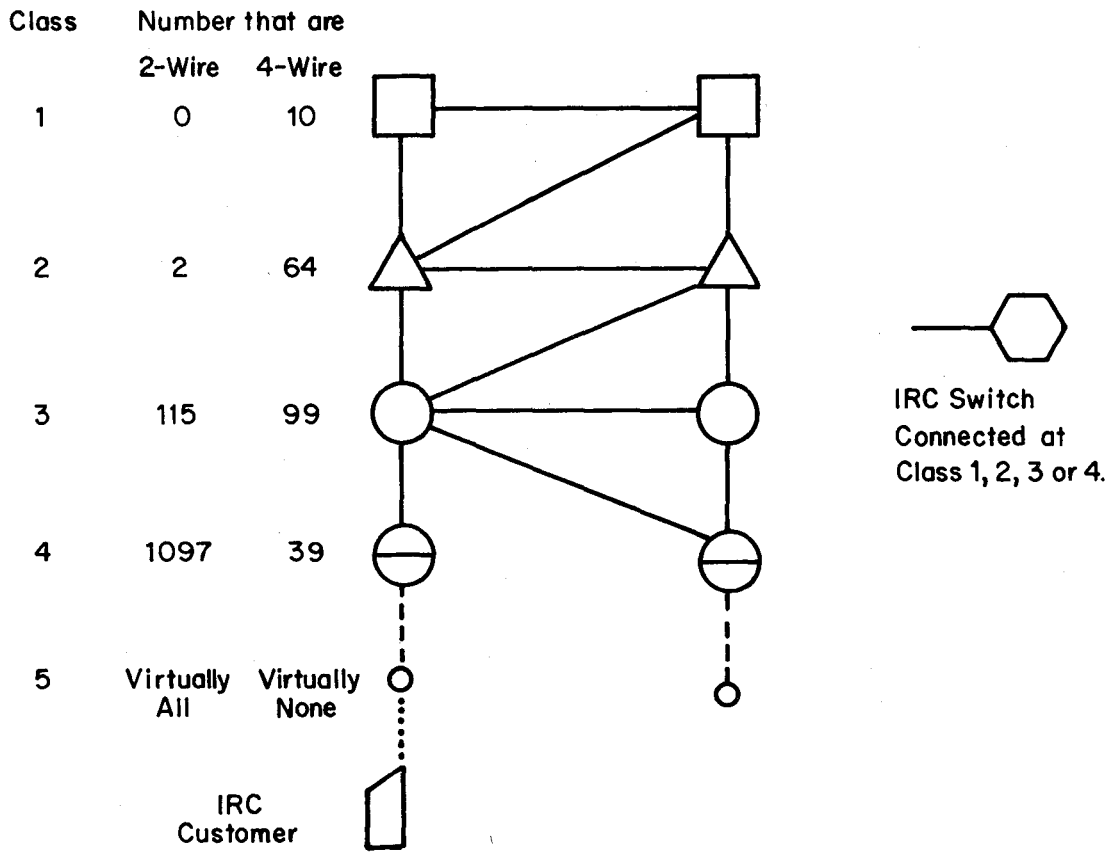 Class Number that are
2-Wire 4-Wire
1 0 10
2 2 64
3 115 99
4 1097 39
5 Virtually All Virtually None
IRC Switch
Connected at
Class 1, 2, 3 or 4.
IRC
Customer